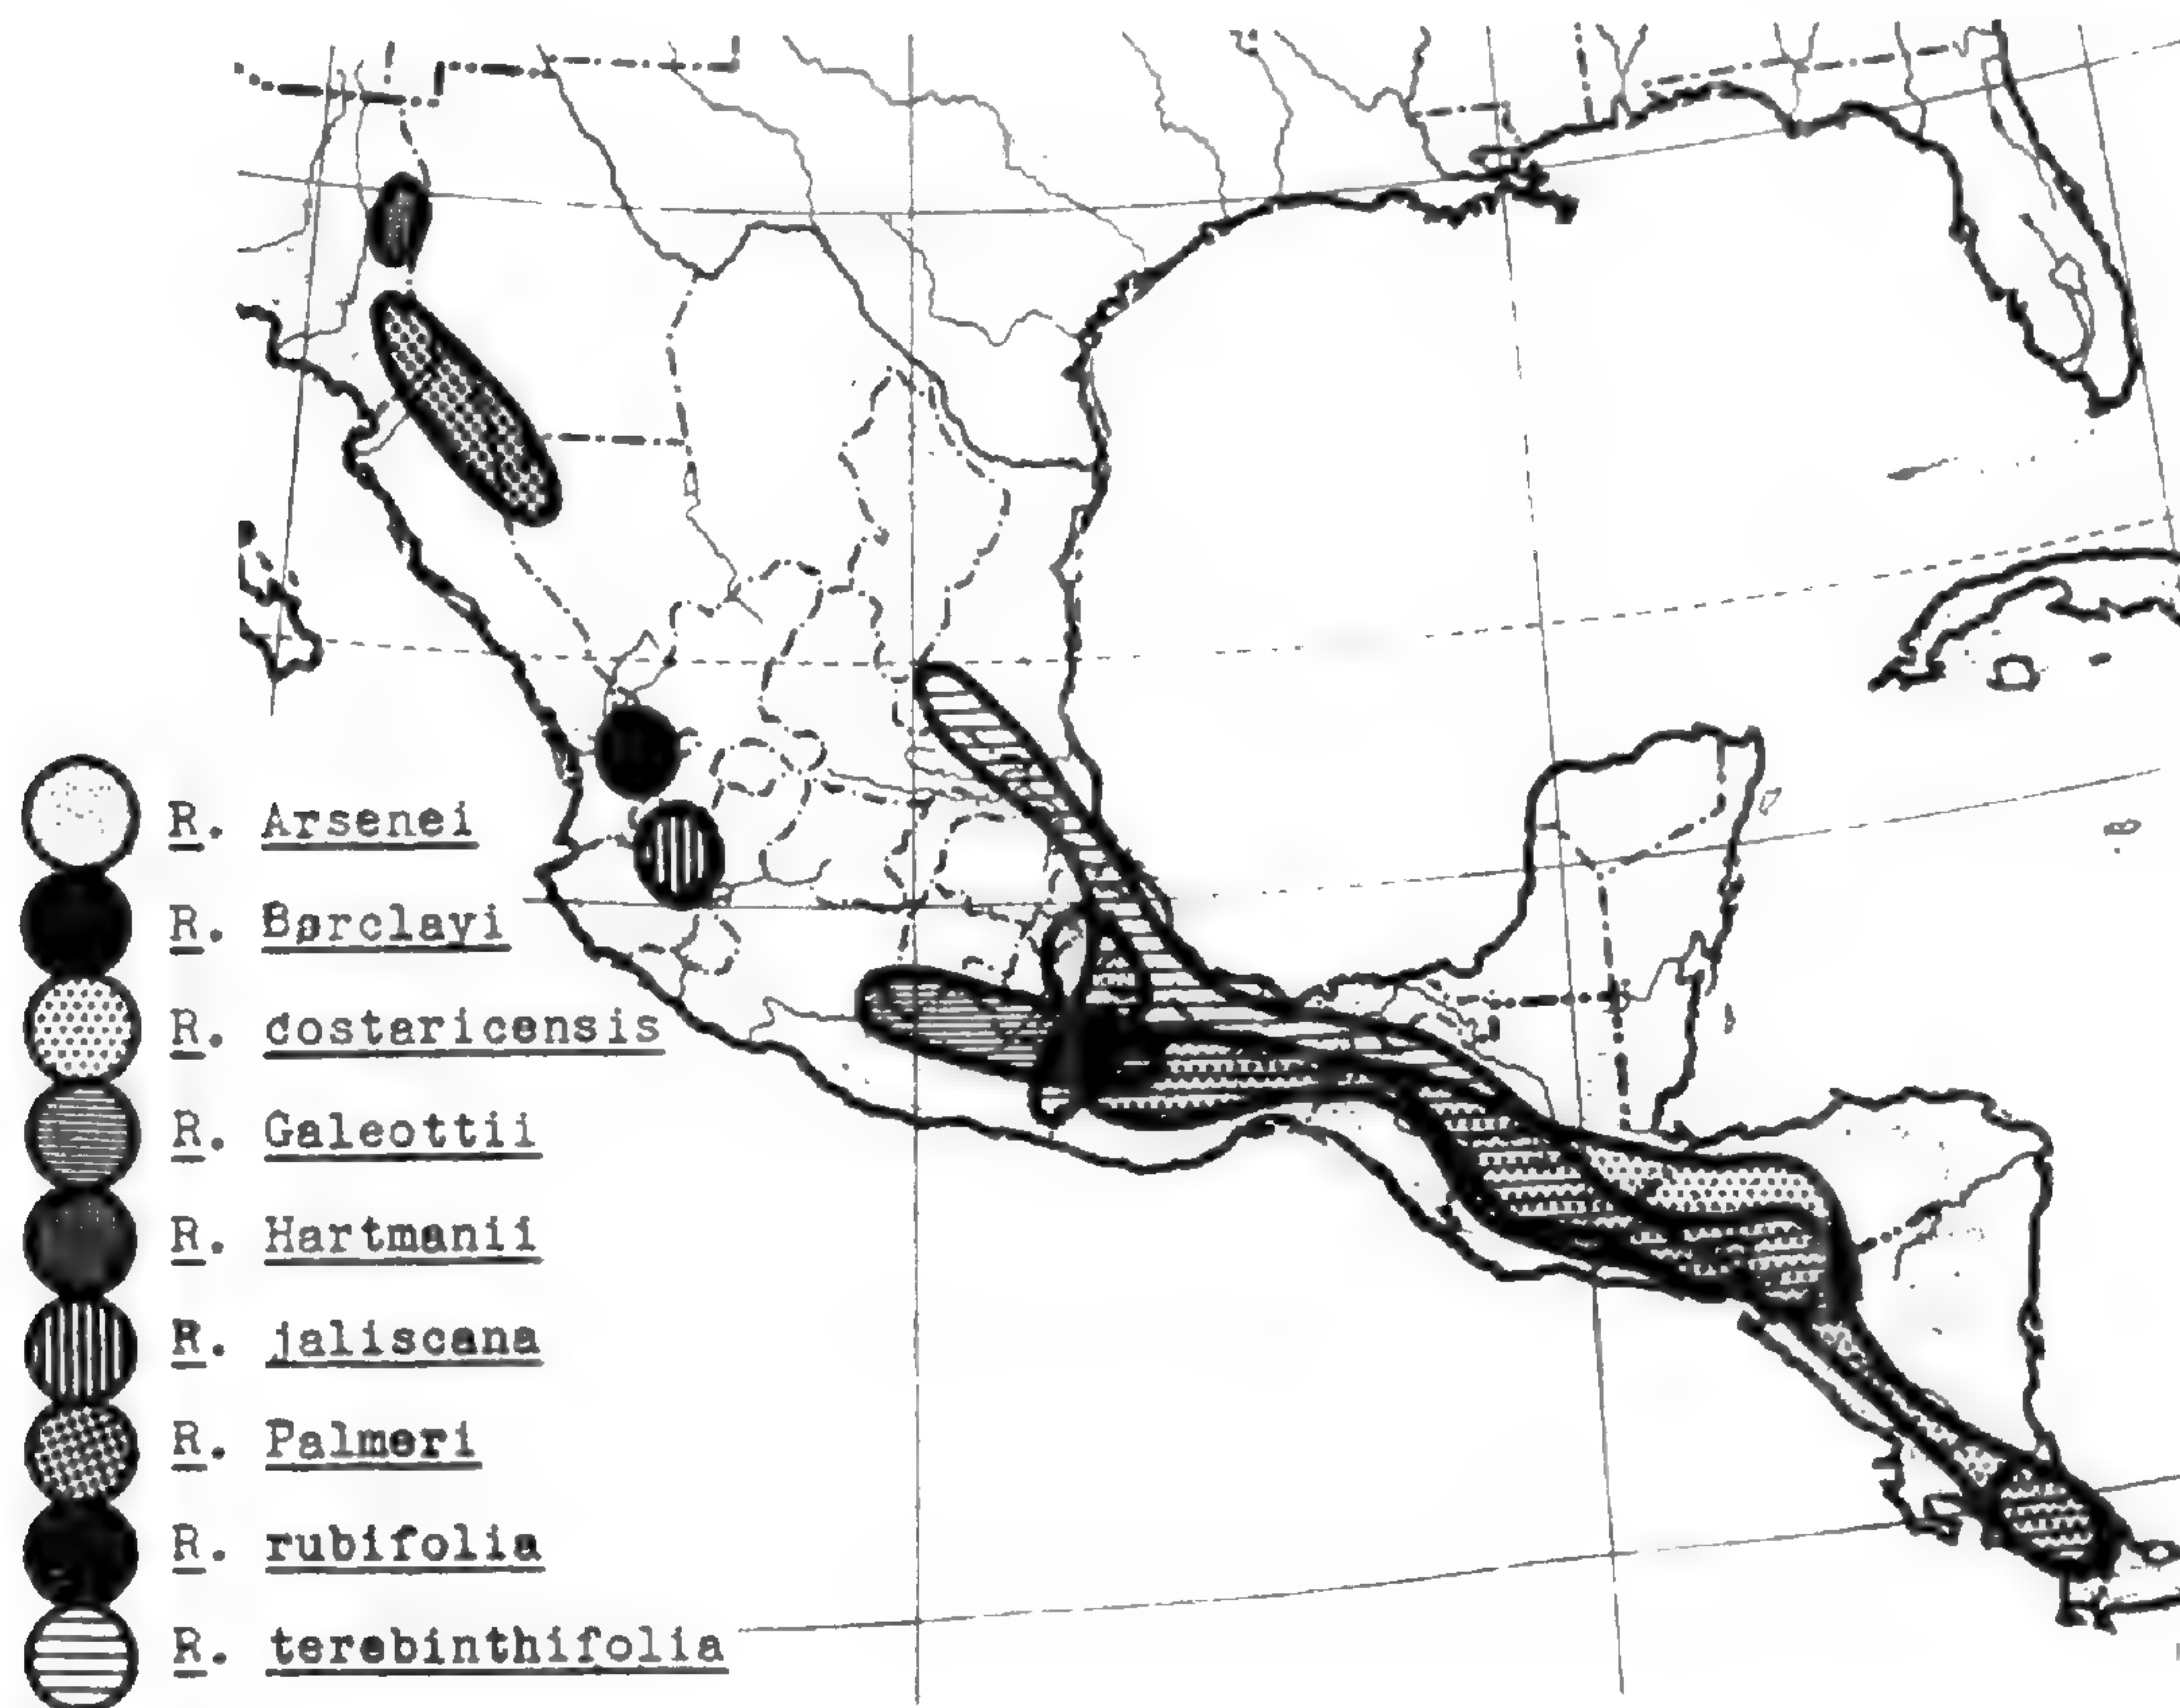 R. Arsenei
R. Barclayi
R. costaricensis
R. Galeottii
R. Hartmanii
R. jaliscana
R. Palmeri
R. rubifolia
R. terebinthifolia